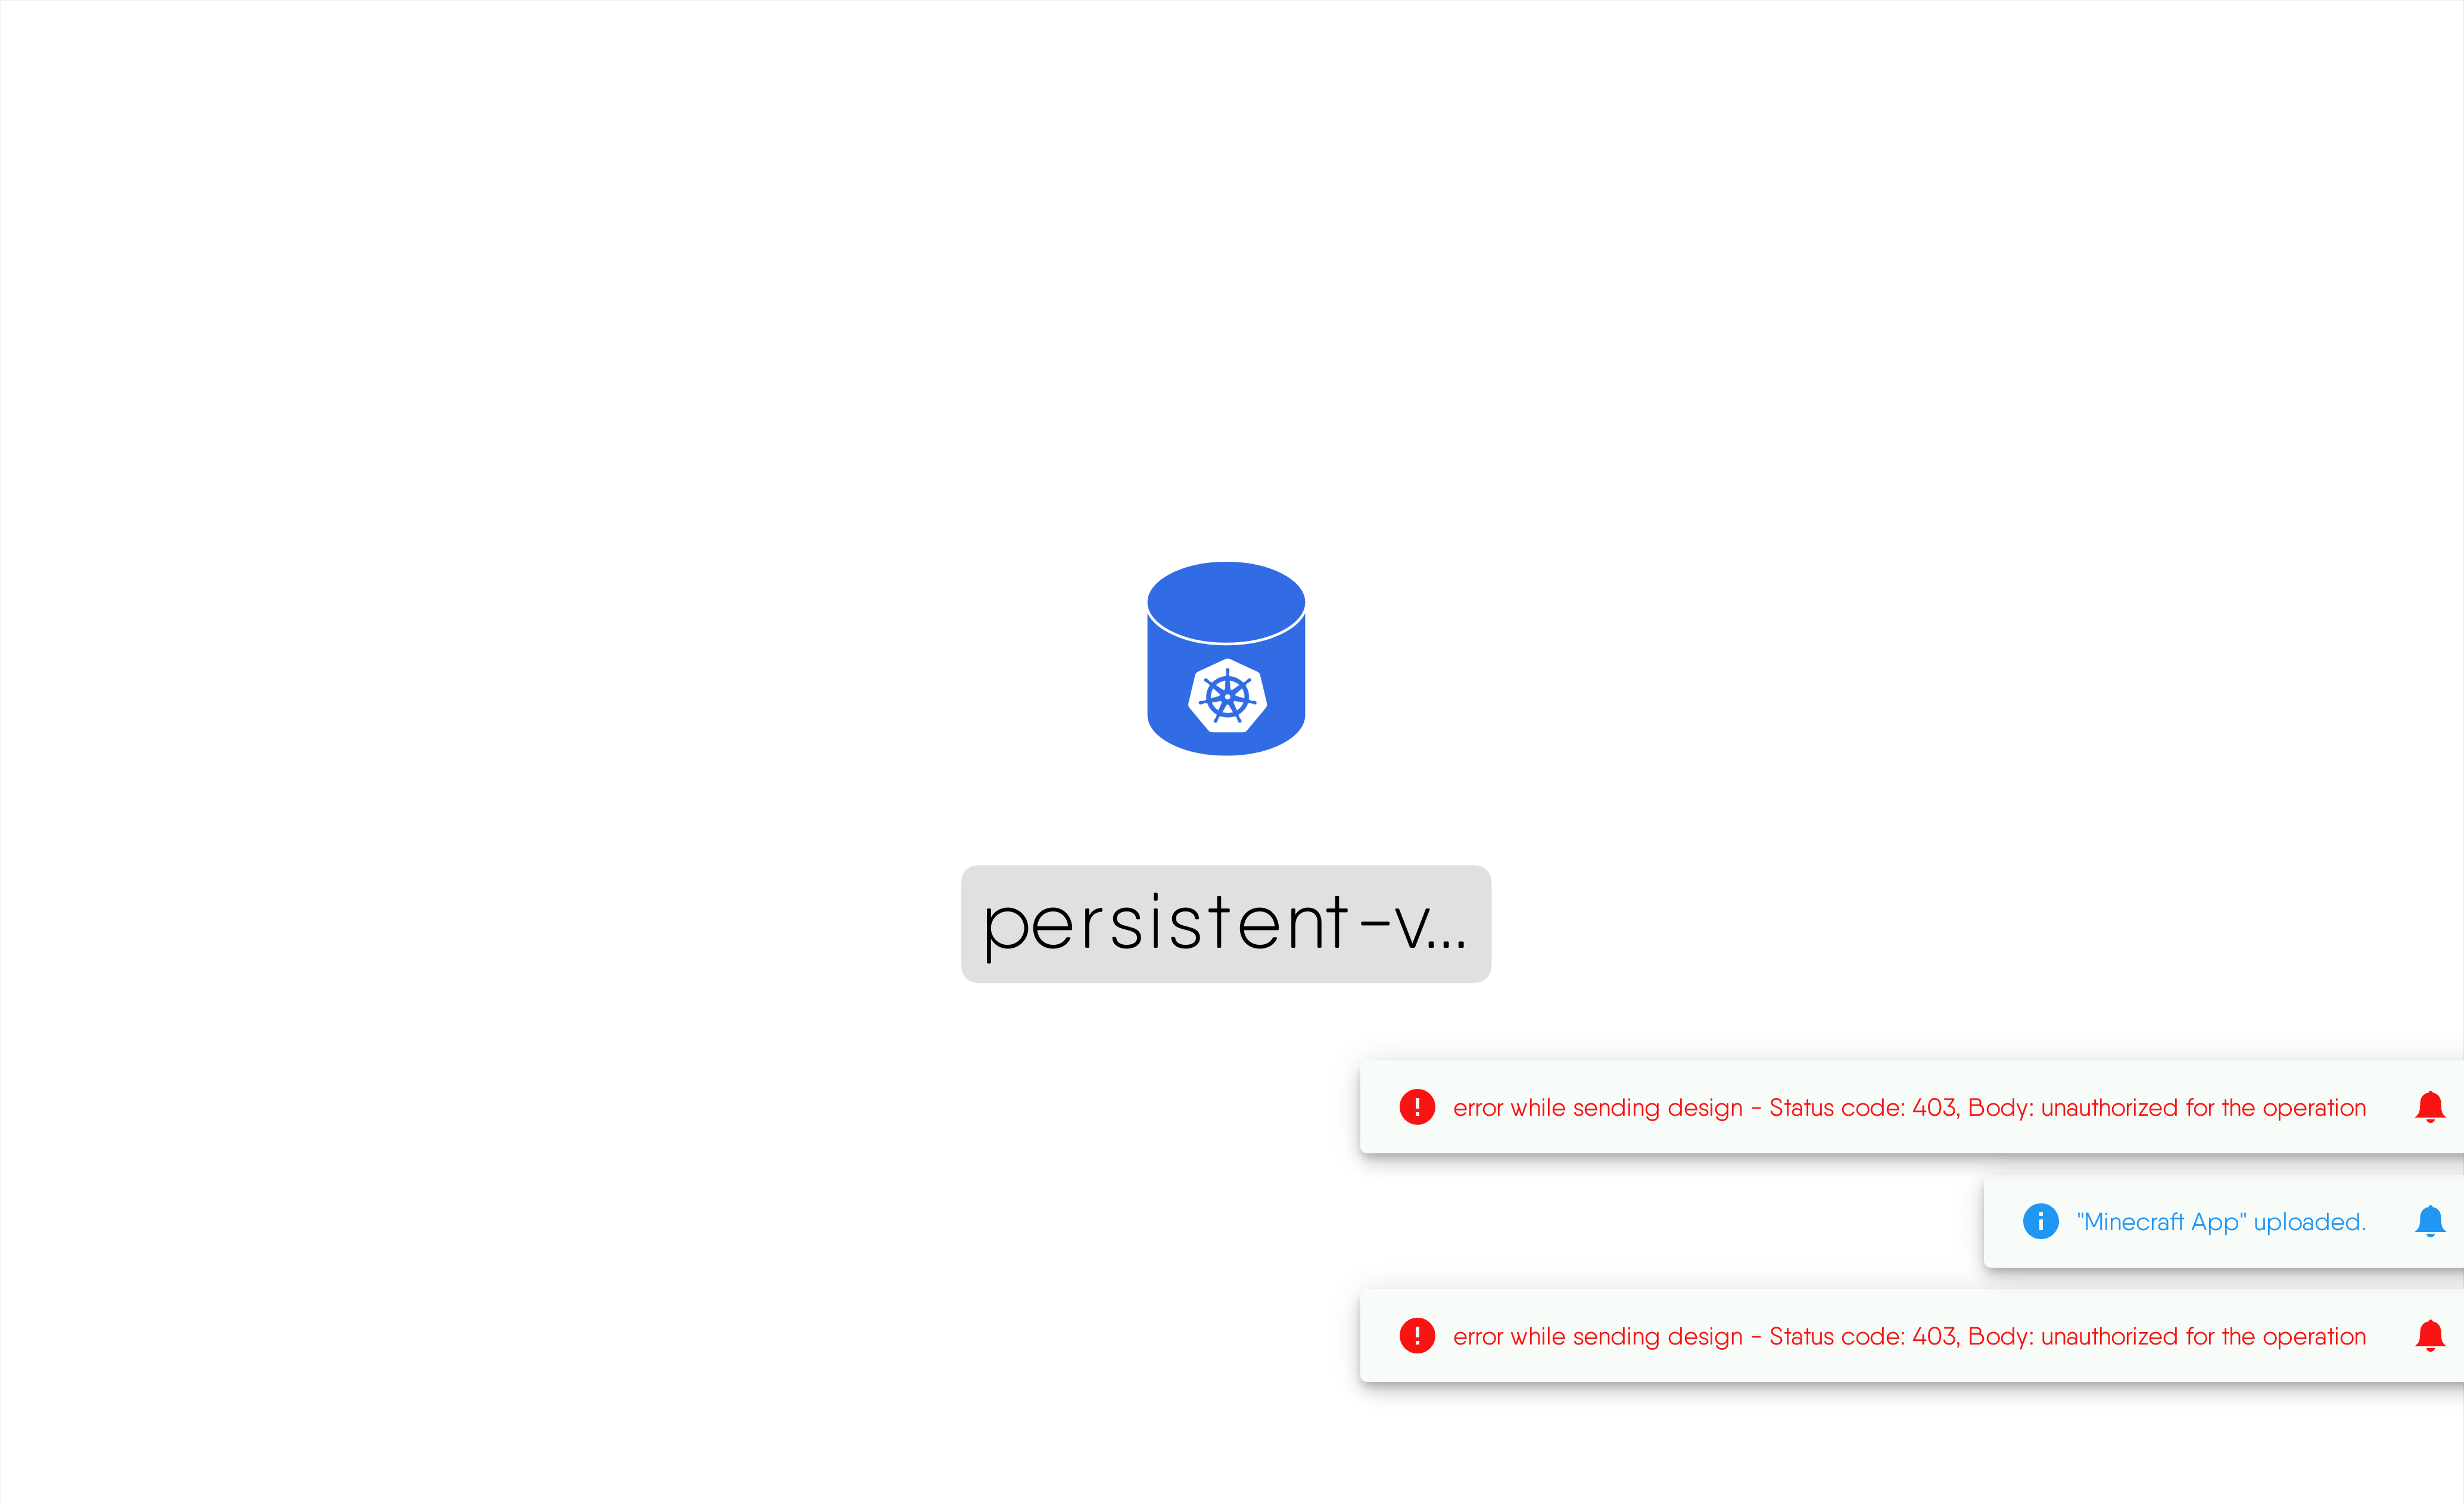 persistent-v...
error while sending design - Status code: 403, Body: unauthorized for the operation
"Minecraft App" uploaded.
error while sending design - Status code: 403, Body: unauthorized for the operation